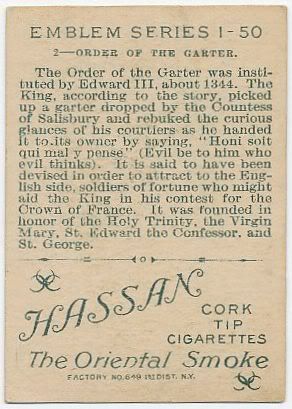 EMBLEM SERIES 1-50
2—ORDER OF THE GARTER.
The Order of the Garter was insti-
tuted by Edward III, about 1344. The
King, according to the story, picked
up a garter dropped by the Countess
of Salisbury and rebuked the curious
glances of his courtiers as he handed
it to its owner by saying, "Honi soit
qui mal y pense." (Evil be to him who
evil thinks). It is said to have been
devised in order to attract to the Eng-
lish side, soldiers of fortune who might
aid the King in his contest for the
Crown of France. It was founded in
honor of the Holy Trinity, the Virgin
Mary, St. Edward the Confessor, and
St. George.
HASSAN
CORK
TIP
CIGARETTES
The Oriental Smoke
FACTORY No. 649 1st DIST. N.Y.